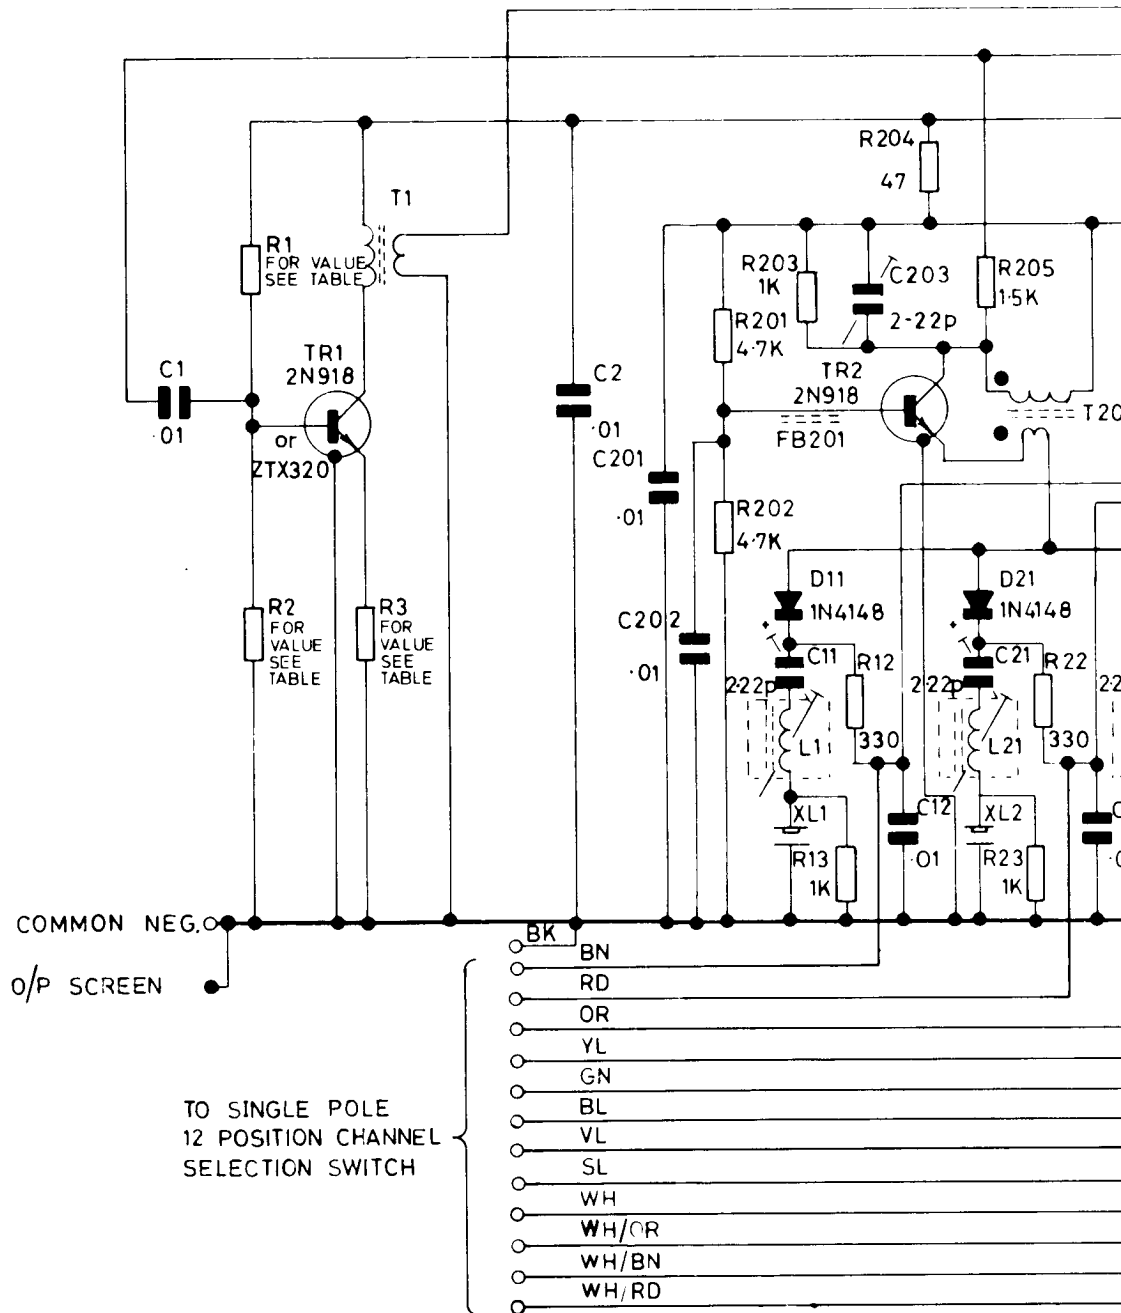 R204
47
T1
R1
FOR VALUE
SEE TABLE
R203
1K
C203
2-22p
R205
1·5K
R201
4·7K
TR1
2N918
C1
·01
or
ZTX320
C2
·01
TR2
2N918
FB201
T20
C201
·01
R202
4·7K
D11
1N4148
D21
1N4148
R2
FOR
VALUE
SEE
TABLE
R3
FOR
VALUE
SEE
TABLE
C202
·01
+
C11
2·22p
R12
330
L1
+
C21
2·22p
R22
330
L21
22
XL1
R13
1K
C12
·01
XL2
R23
1K
C
·0
COMMON NEG.
O/P SCREEN
BK
BN
RD
OR
YL
GN
BL
VL
SL
WH
WH/OR
WH/BN
WH/RD
TO SINGLE POLE
12 POSITION CHANNEL
SELECTION SWITCH